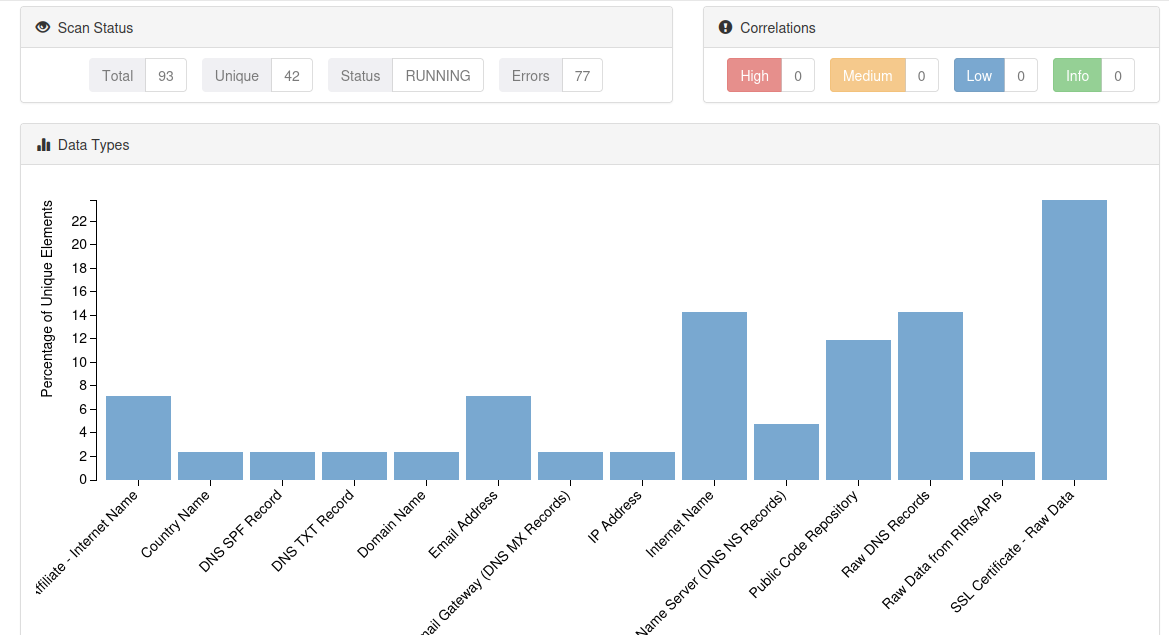 Scan Status
Correlations
Total 93 Unique 42 Status RUNNING Errors 77
High 0 Medium 0 Low 0 Info 0
Data Types
Percentage of Unique Elements
22
20
18
16
14
12
10
8
6
4
2
0
ffiliate - Internet Name
Country Name
DNS SPF Record
DNS TXT Record
Domain Name
Email Address
ail Gateway (DNS MX Records)
IP Address
Internet Name
Name Server (DNS NS Records)
Public Code Repository
Raw DNS Records
Raw Data from RIRs/APIs
SSL Certificate - Raw Data